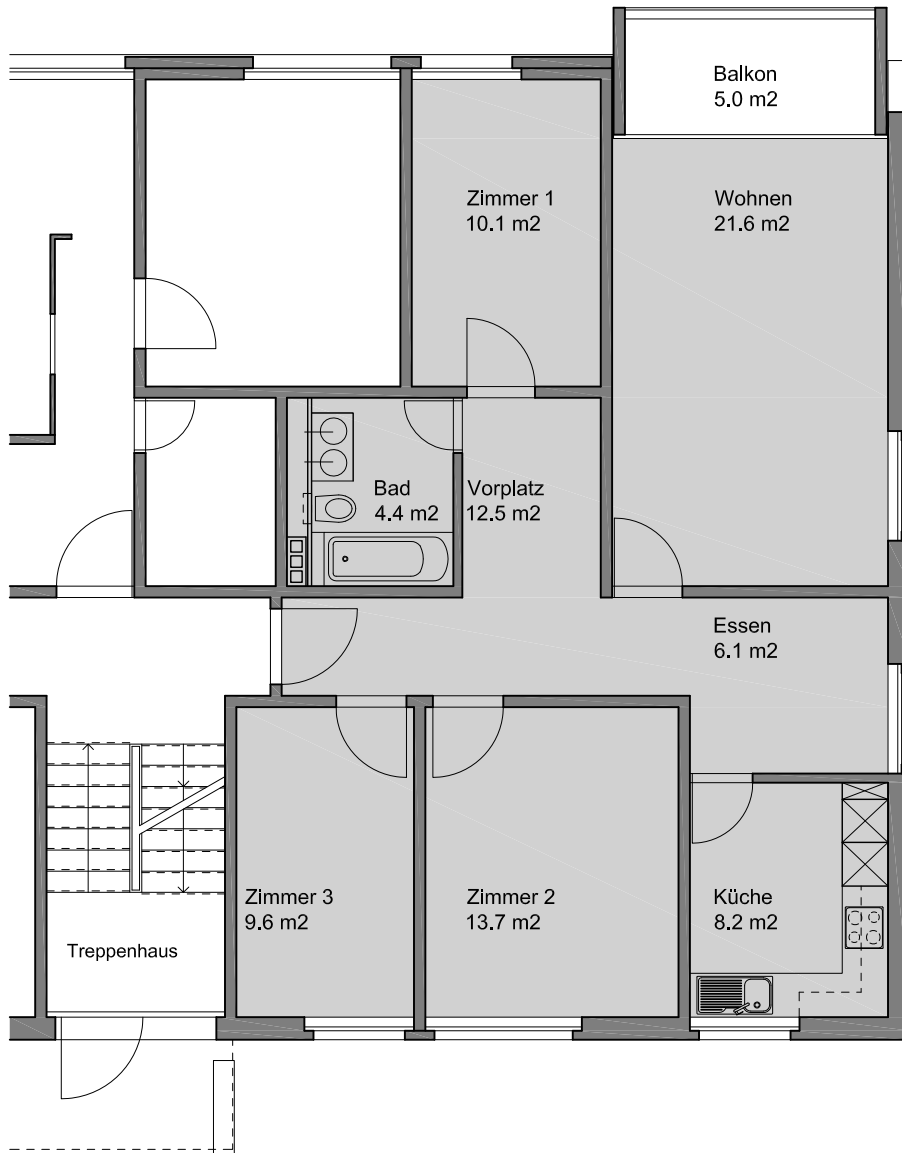 Balkon
5.0 m2
Zimmer 1
10.1 m2
Wohnen
21.6 m2
Bad
4.4 m2
Vorplatz
12.5 m2
Essen
6.1 m2
Zimmer 3
9.6 m2
Zimmer 2
13.7 m2
Küche
8.2 m2
Treppenhaus